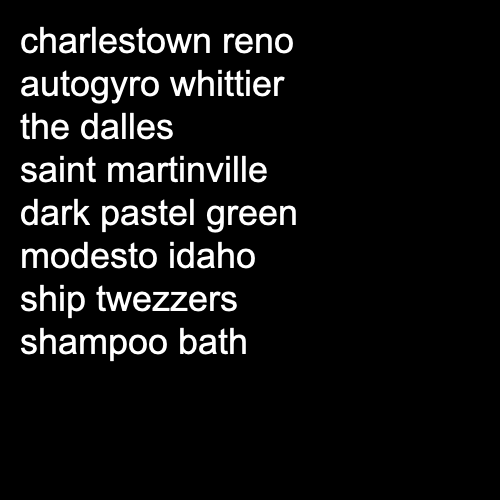 charlestown reno
autogyro whittier
the dalles
saint martinville
dark pastel green
modesto idaho
ship twezzers
shampoo bath